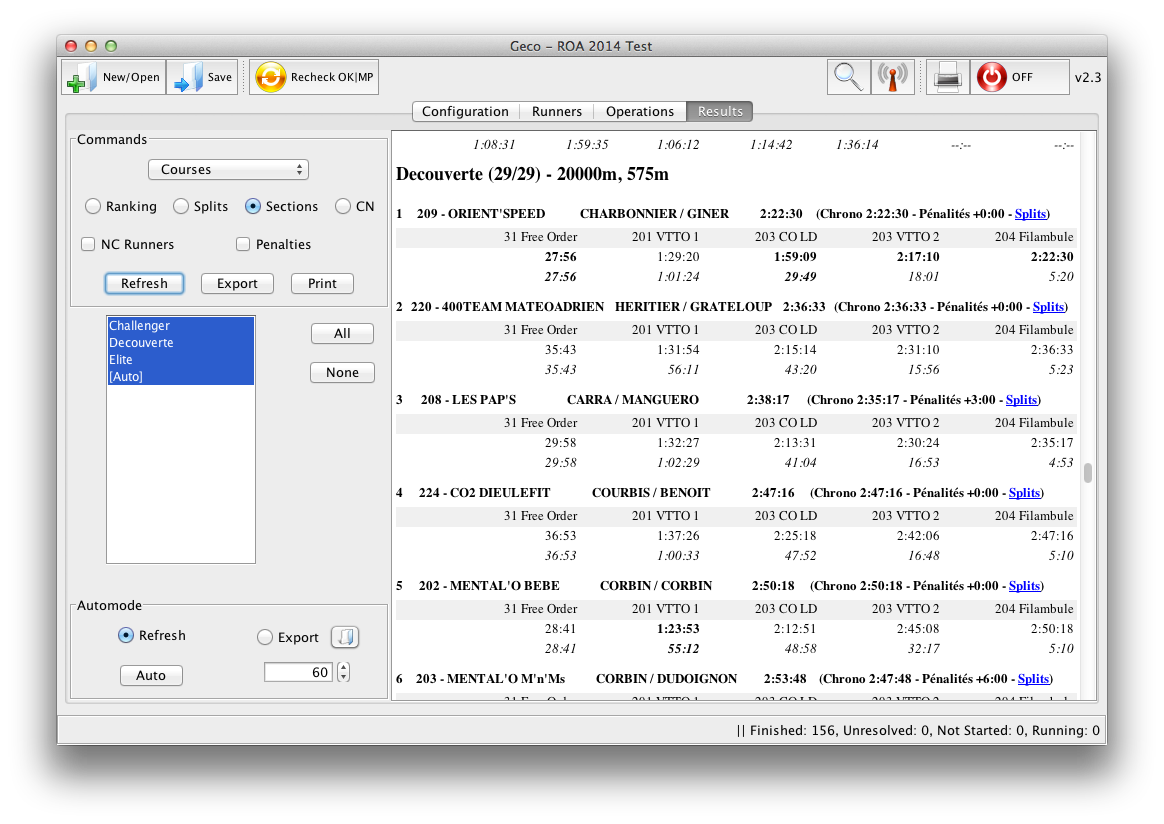 Geco - ROA 2014 Test
New/Open Save Recheck OK|MP OFF v2.3
Configuration Runners Operations Results
Commands
Courses
Ranking Splits Sections CN
NC Runners Penalties
Refresh Export Print
Challenger
Decouverte
Elite
[Auto]
All
None
Automode
Refresh Export
Auto 60
1:08:31 1:59:35 1:06:12 1:14:42 1:36:14 --:-- --:--
Decouverte (29/29) - 20000m, 575m
1 209 - ORIENT'SPEED CHARBONNIER / GINER 2:22:30 (Chrono 2:22:30 - Pénalités +0:00 - Splits)
31 Free Order 201 VTTO 1 203 CO LD 203 VTTO 2 204 Filambule
27:56 1:29:20 1:59:09 2:17:10 2:22:30
27:56 1:01:24 29:49 18:01 5:20
2 220 - 400TEAM MATEOADRIEN HERITIER / GRATELOUP 2:36:33 (Chrono 2:36:33 - Pénalités +0:00 - Splits)
31 Free Order 201 VTTO 1 203 CO LD 203 VTTO 2 204 Filambule
35:43 1:31:54 2:15:14 2:31:10 2:36:33
35:43 56:11 43:20 15:56 5:23
3 208 - LES PAP'S CARRA / MANGUERO 2:38:17 (Chrono 2:35:17 - Pénalités +3:00 - Splits)
31 Free Order 201 VTTO 1 203 CO LD 203 VTTO 2 204 Filambule
29:58 1:32:27 2:13:31 2:30:24 2:35:17
29:58 1:02:29 41:04 16:53 4:53
4 224 - CO2 DIEULEFIT COURBIS / BENOIT 2:47:16 (Chrono 2:47:16 - Pénalités +0:00 - Splits)
31 Free Order 201 VTTO 1 203 CO LD 203 VTTO 2 204 Filambule
36:53 1:37:26 2:25:18 2:42:06 2:47:16
36:53 1:00:33 47:52 16:48 5:10
5 202 - MENTAL'O BEBE CORBIN / CORBIN 2:50:18 (Chrono 2:50:18 - Pénalités +0:00 - Splits)
31 Free Order 201 VTTO 1 203 CO LD 203 VTTO 2 204 Filambule
28:41 1:23:53 2:12:51 2:45:08 2:50:18
28:41 55:12 48:58 32:17 5:10
6 203 - MENTAL'O M'n'Ms CORBIN / DUDOIGNON 2:53:48 (Chrono 2:47:48 - Pénalités +6:00 - Splits)
31 Free Order 201 VTTO 1 203 CO LD 203 VTTO 2 204 Filambule
|| Finished: 156, Unresolved: 0, Not Started: 0, Running: 0